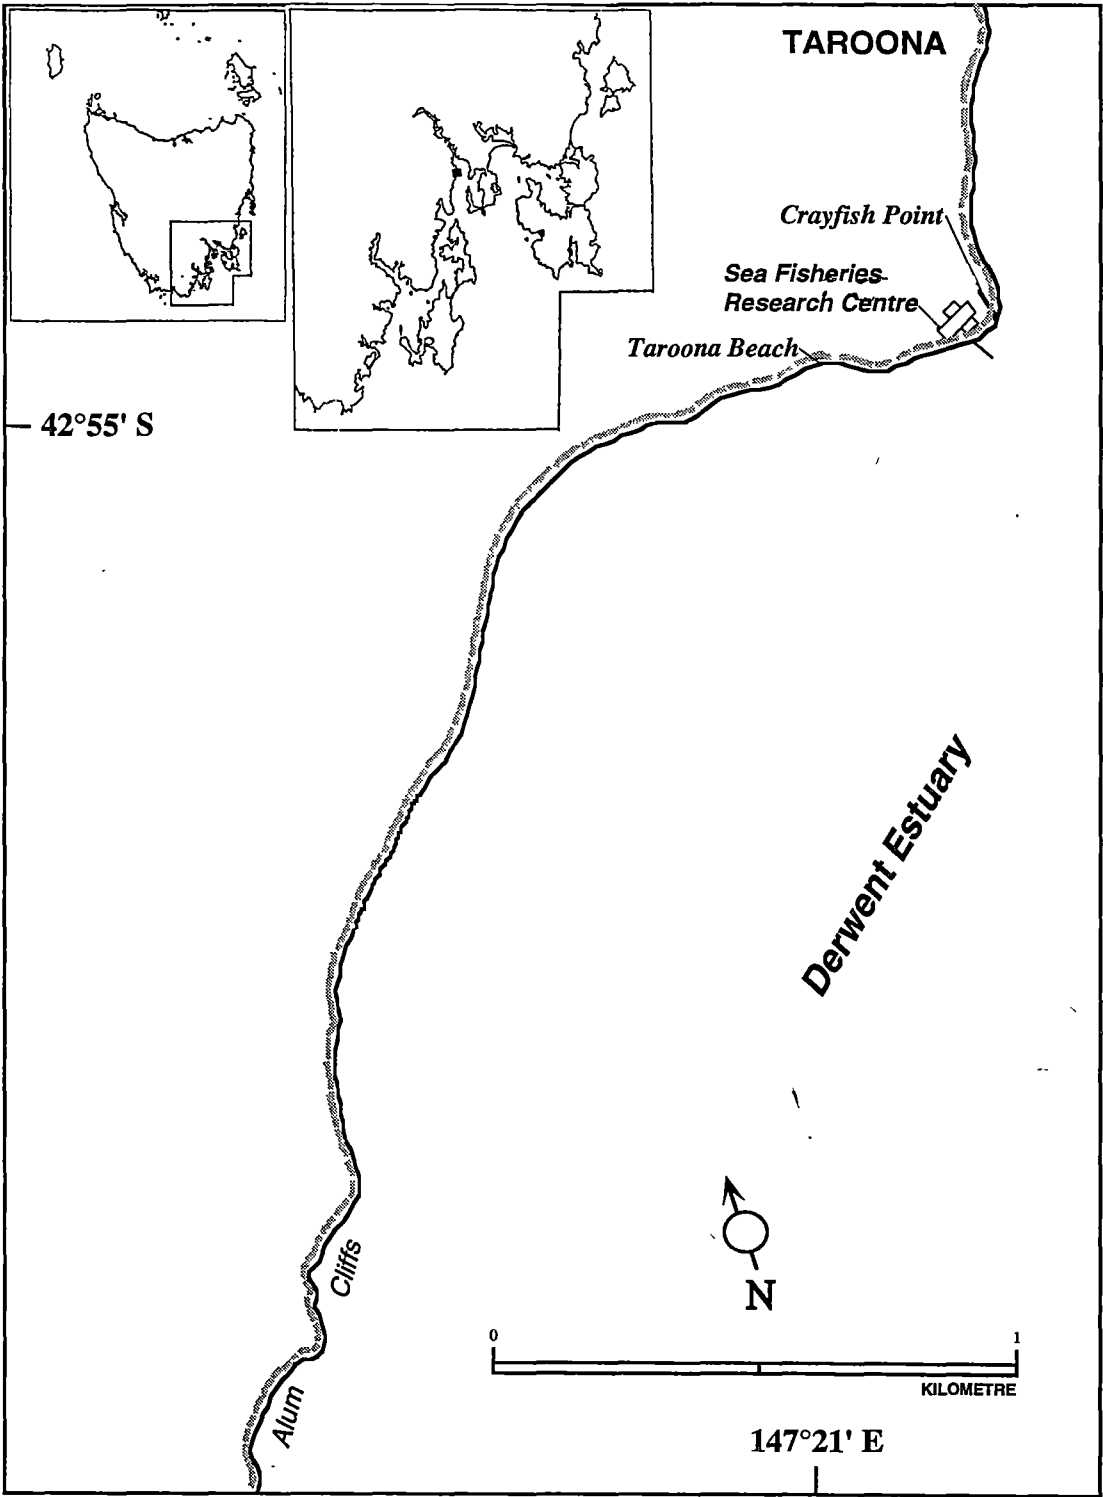 TAROONA
Crayfish Point
Sea Fisheries
Research Centre
Taroona Beach
42°55' S
Derwent Estuary
Cliffs
N
0 1
KILOMETRE
Alum
147°21' E